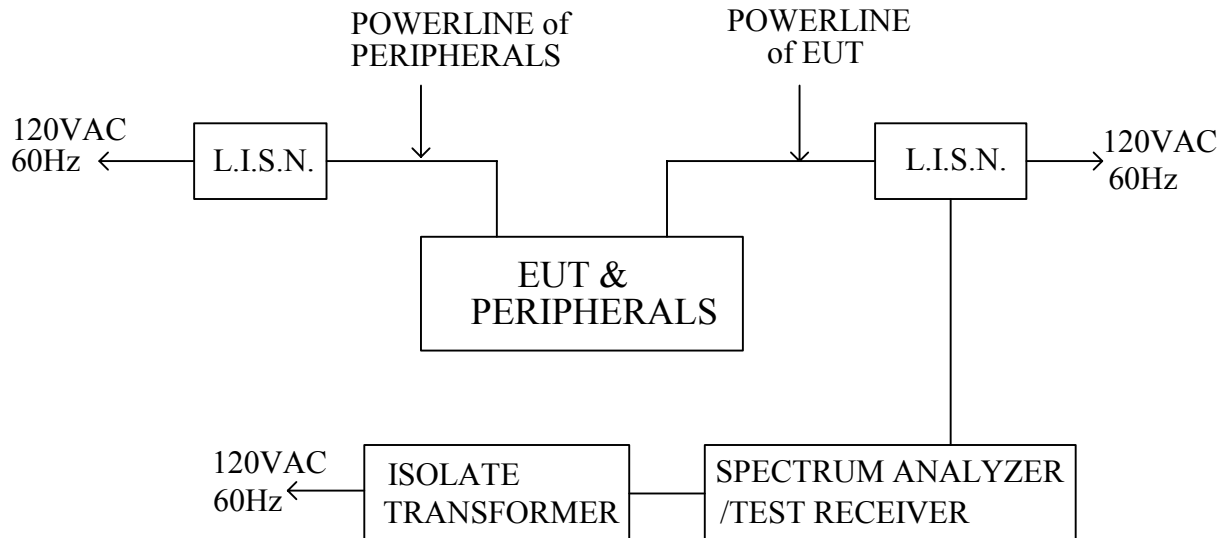 POWERLINE of
PERIPHERALS
POWERLINE
of EUT
120VAC
60Hz
L.I.S.N.
L.I.S.N.
120VAC
60Hz
EUT &
PERIPHERALS
120VAC
60Hz
ISOLATE
TRANSFORMER
SPECTRUM ANALYZER
/TEST RECEIVER